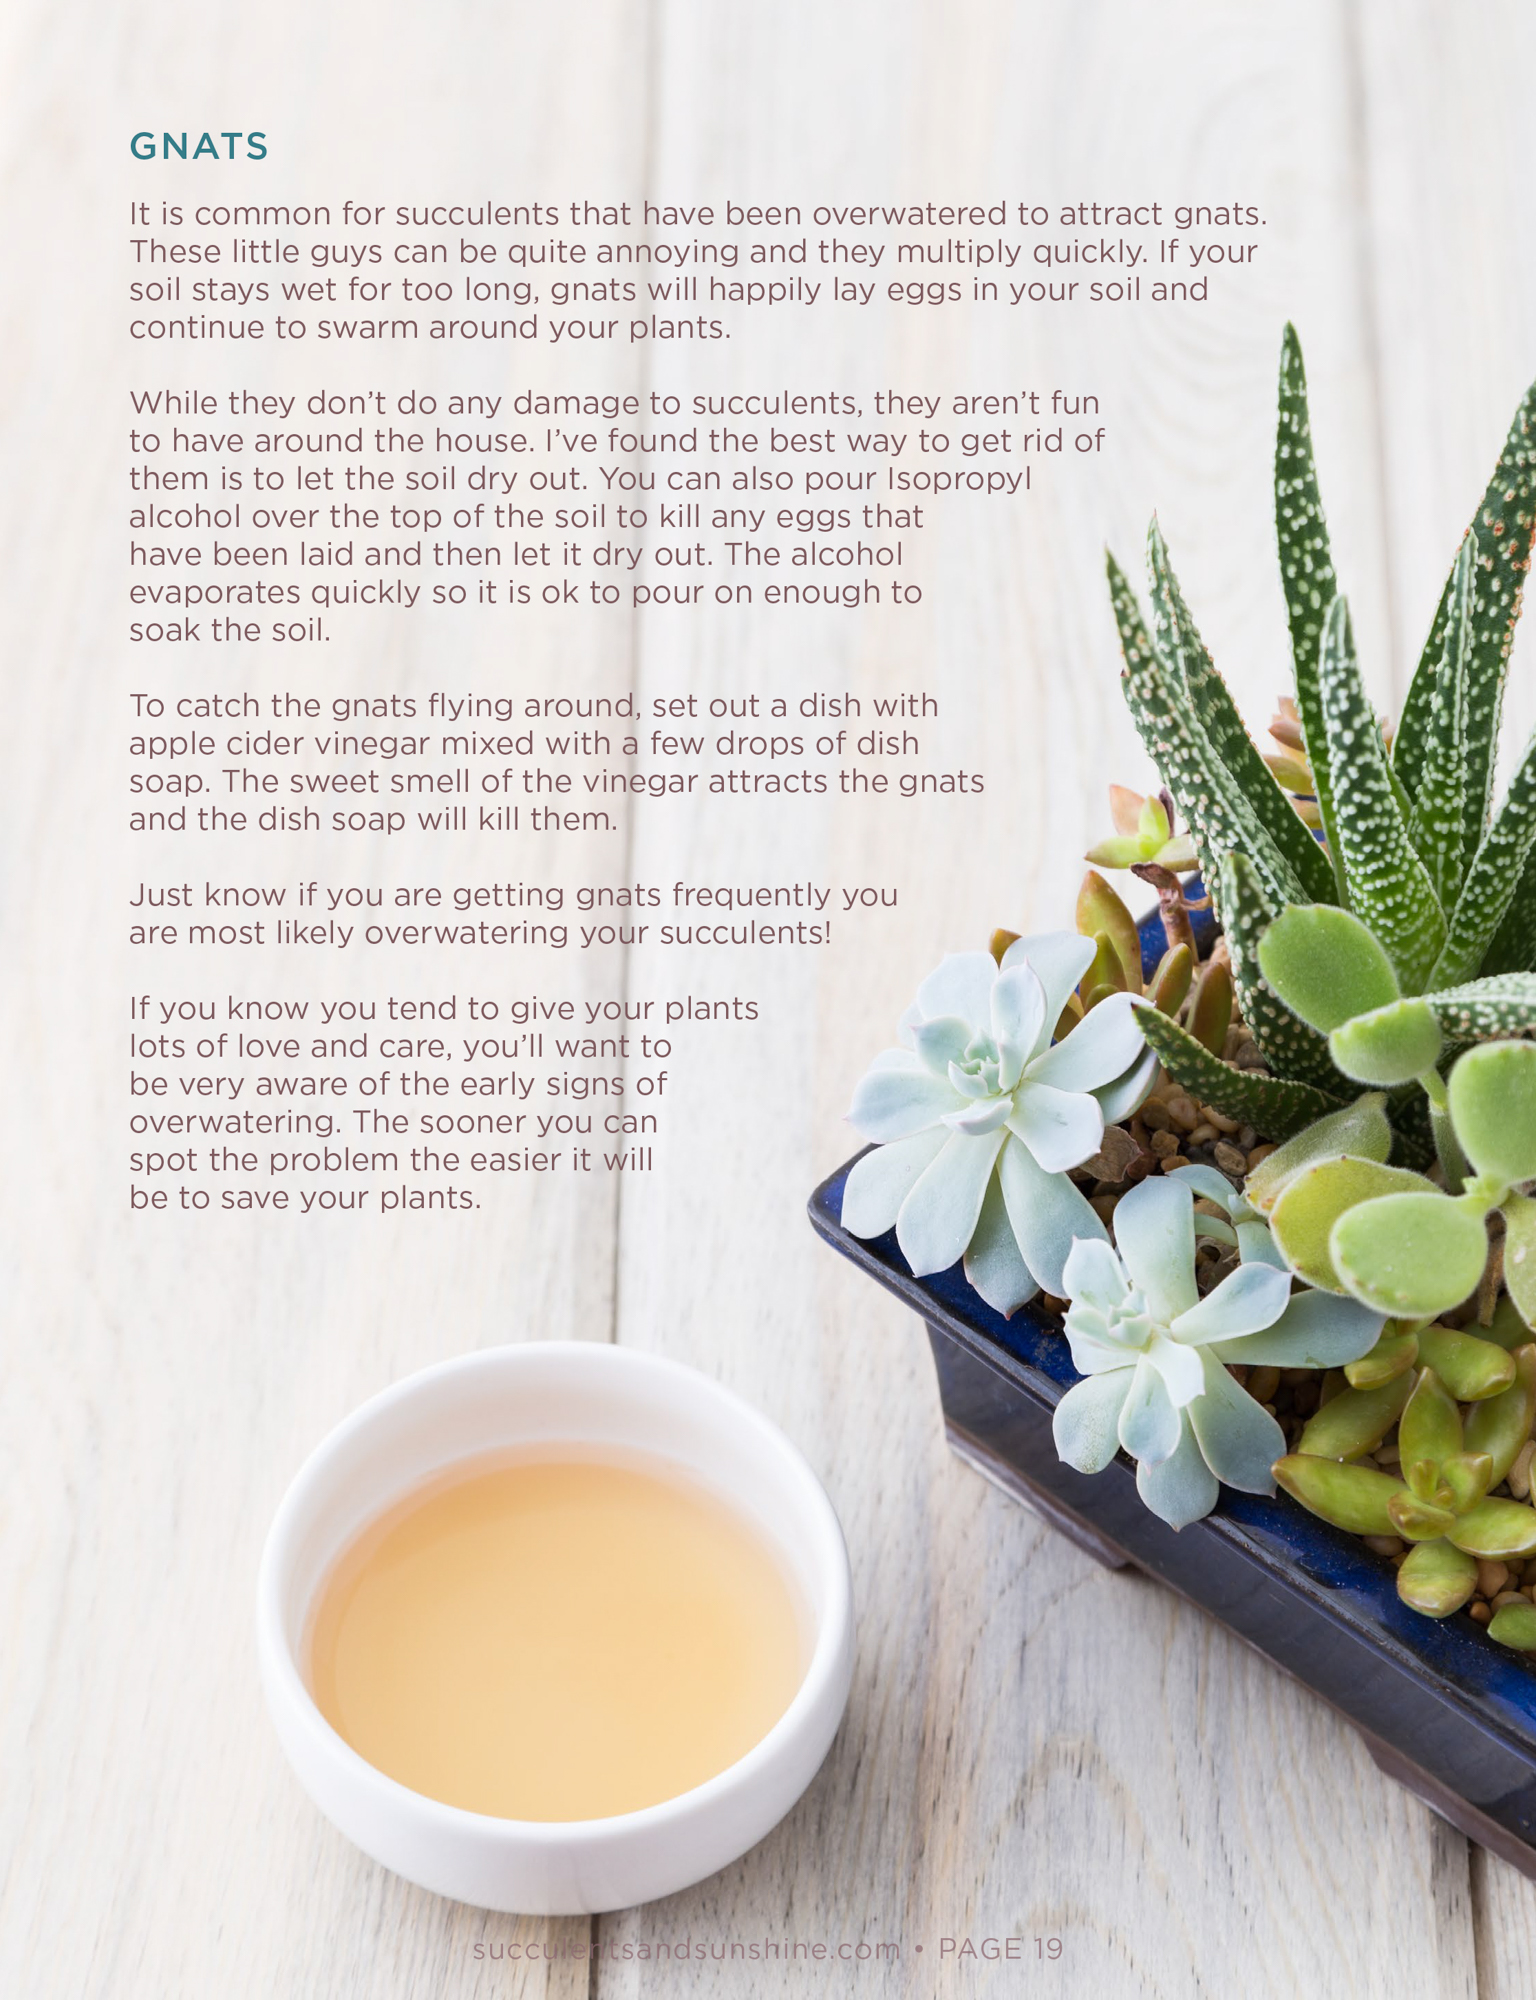 GNATS
It is common for succulents that have been overwatered to attract gnats.
These little guys can be quite annoying and they multiply quickly. If your
soil stays wet for too long, gnats will happily lay eggs in your soil and
continue to swarm around your plants.
While they don’t do any damage to succulents, they aren’t fun
to have around the house. I’ve found the best way to get rid of
them is to let the soil dry out. You can also pour Isopropyl
alcohol over the top of the soil to kill any eggs that
have been laid and then let it dry out. The alcohol
evaporates quickly so it is ok to pour on enough to
soak the soil.
To catch the gnats flying around, set out a dish with
apple cider vinegar mixed with a few drops of dish
soap. The sweet smell of the vinegar attracts the gnats
and the dish soap will kill them.
Just know if you are getting gnats frequently you
are most likely overwatering your succulents!
If you know you tend to give your plants
lots of love and care, you’ll want to
be very aware of the early signs of
overwatering. The sooner you can
spot the problem the easier it will
be to save your plants.
succulentsandsunshine.com • PAGE 19